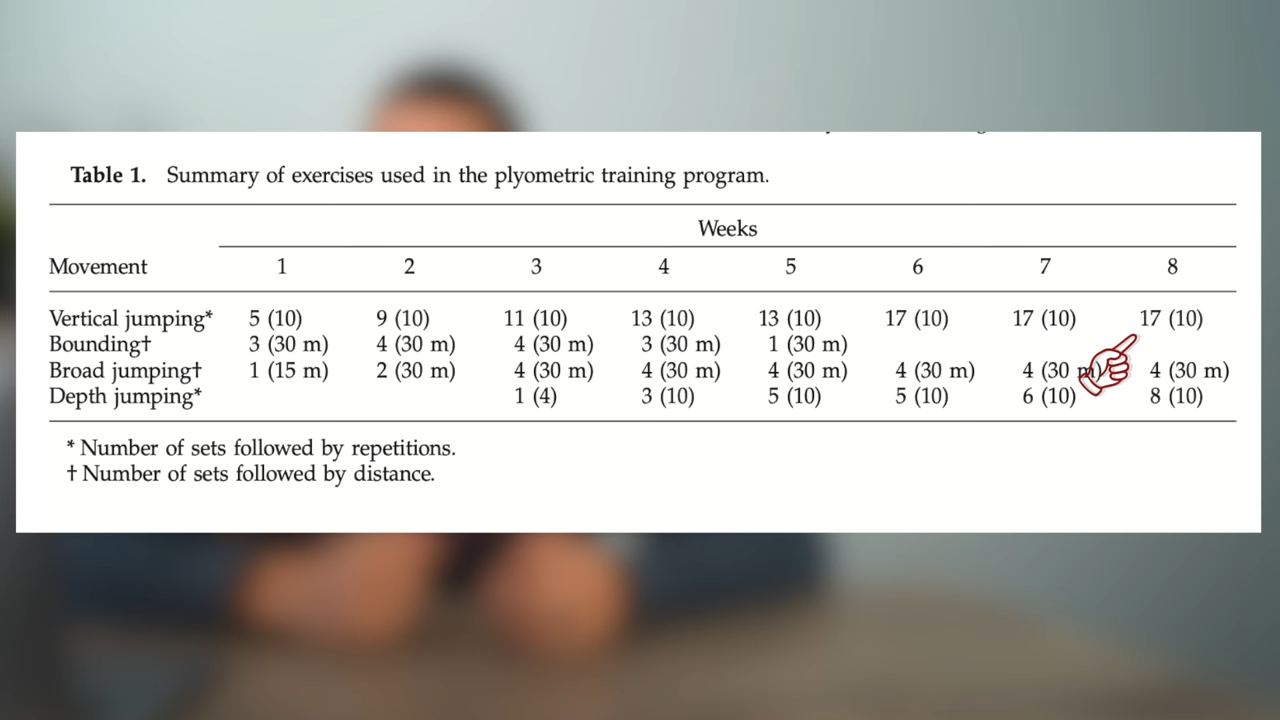 Table 1. Summary of exercises used in the plyometric training program.
Weeks
Movement 1 2 3 4 5 6 7 8
Vertical jumping* 5 (10) 9 (10) 11 (10) 13 (10) 13 (10) 17 (10) 17 (10) 17 (10)
Bounding† 3 (30 m) 4 (30 m) 4 (30 m) 3 (30 m) 1 (30 m)
Broad jumping† 1 (15 m) 2 (30 m) 4 (30 m) 4 (30 m) 4 (30 m) 4 (30 m) 4 (30 m) 4 (30 m)
Depth jumping* 1 (4) 3 (10) 5 (10) 5 (10) 6 (10) 8 (10)
* Number of sets followed by repetitions.
† Number of sets followed by distance.